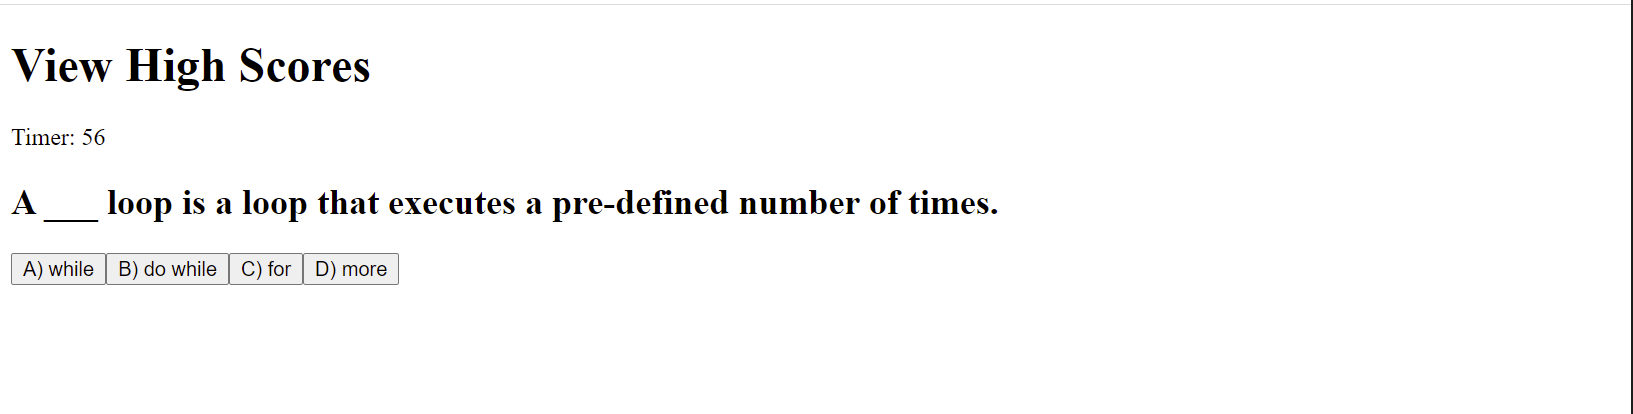 View High Scores
Timer: 56
A ___ loop is a loop that executes a pre-defined number of times.
A) while B) do while C) for D) more